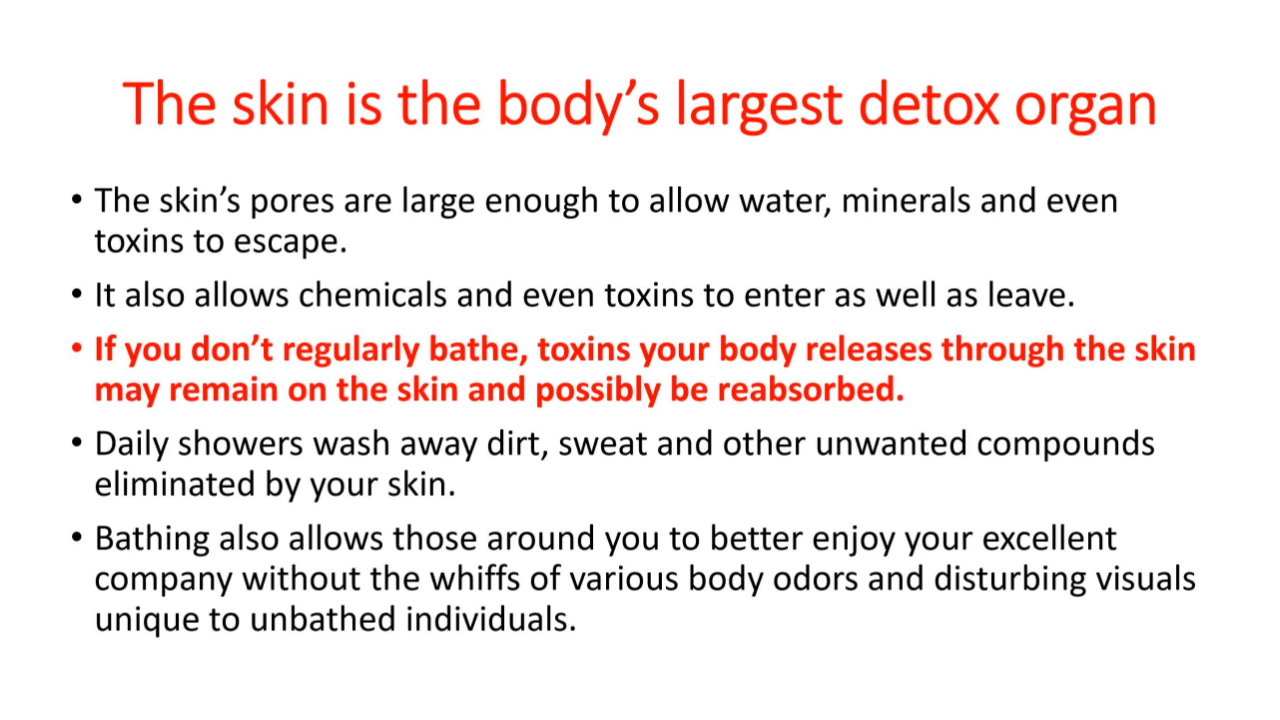 The skin is the body’s largest detox organ
• The skin’s pores are large enough to allow water, minerals and even
toxins to escape.
• It also allows chemicals and even toxins to enter as well as leave.
• If you don’t regularly bathe, toxins your body releases through the skin
may remain on the skin and possibly be reabsorbed.
• Daily showers wash away dirt, sweat and other unwanted compounds
eliminated by your skin.
• Bathing also allows those around you to better enjoy your excellent
company without the whiffs of various body odors and disturbing visuals
unique to unbathed individuals.